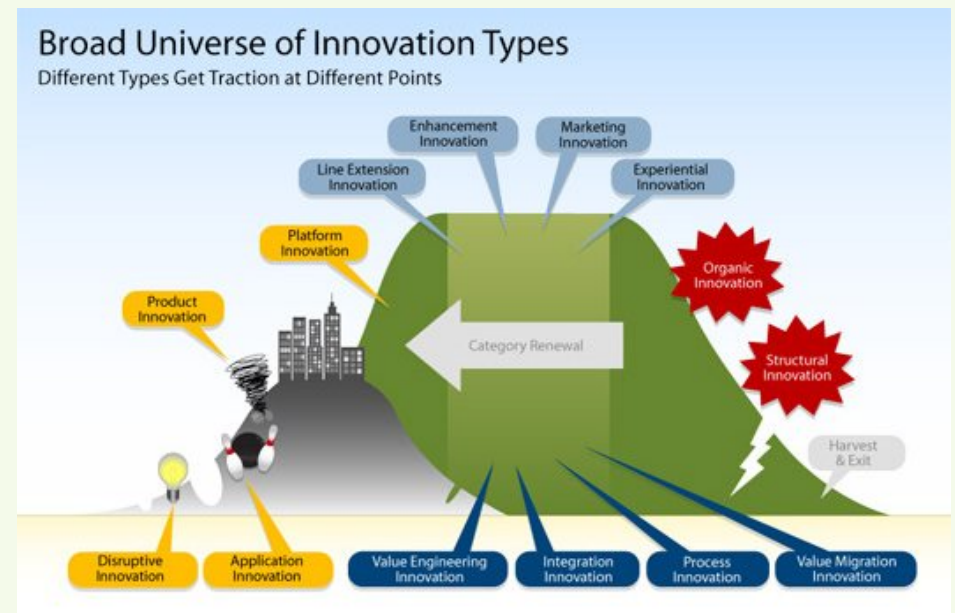 Broad Universe of Innovation Types
Different Types Get Traction at Different Points
Enhancement
Innovation
Marketing
Innovation
Line Extension
Innovation
Experiential
Innovation
Platform
Innovation
Organic
Innovation
Product
Innovation
Category Renewal
Structural
Innovation
Harvest
& Exit
Disruptive
Innovation
Application
Innovation
Value Engineering
Innovation
Integration
Innovation
Process
Innovation
Value Migration
Innovation